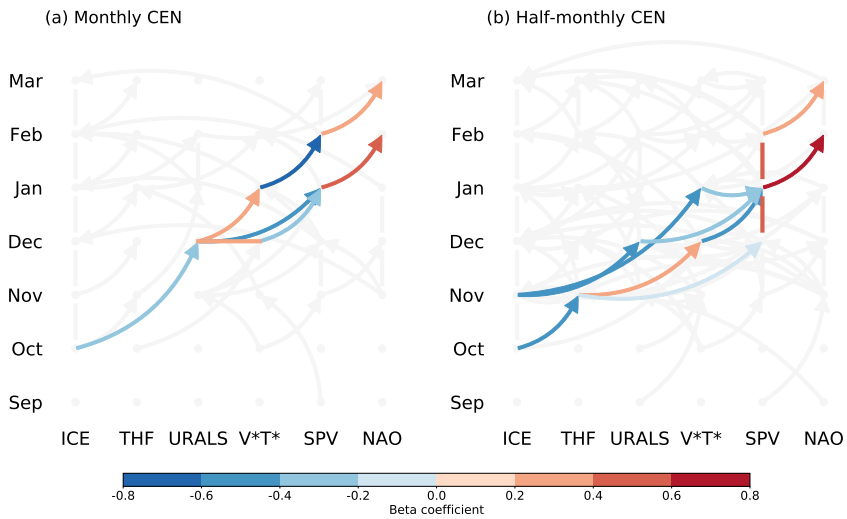 (a) Monthly CEN
(b) Half-monthly CEN
Mar
Feb
Jan
Dec
Nov
Oct
Sep
ICE THF URALS V*T* SPV NAO
Mar
Feb
Jan
Dec
Nov
Oct
Sep
ICE THF URALS V*T* SPV NAO
-0.8 -0.6 -0.4 -0.2 0.0 0.2 0.4 0.6 0.8
Beta coefficient